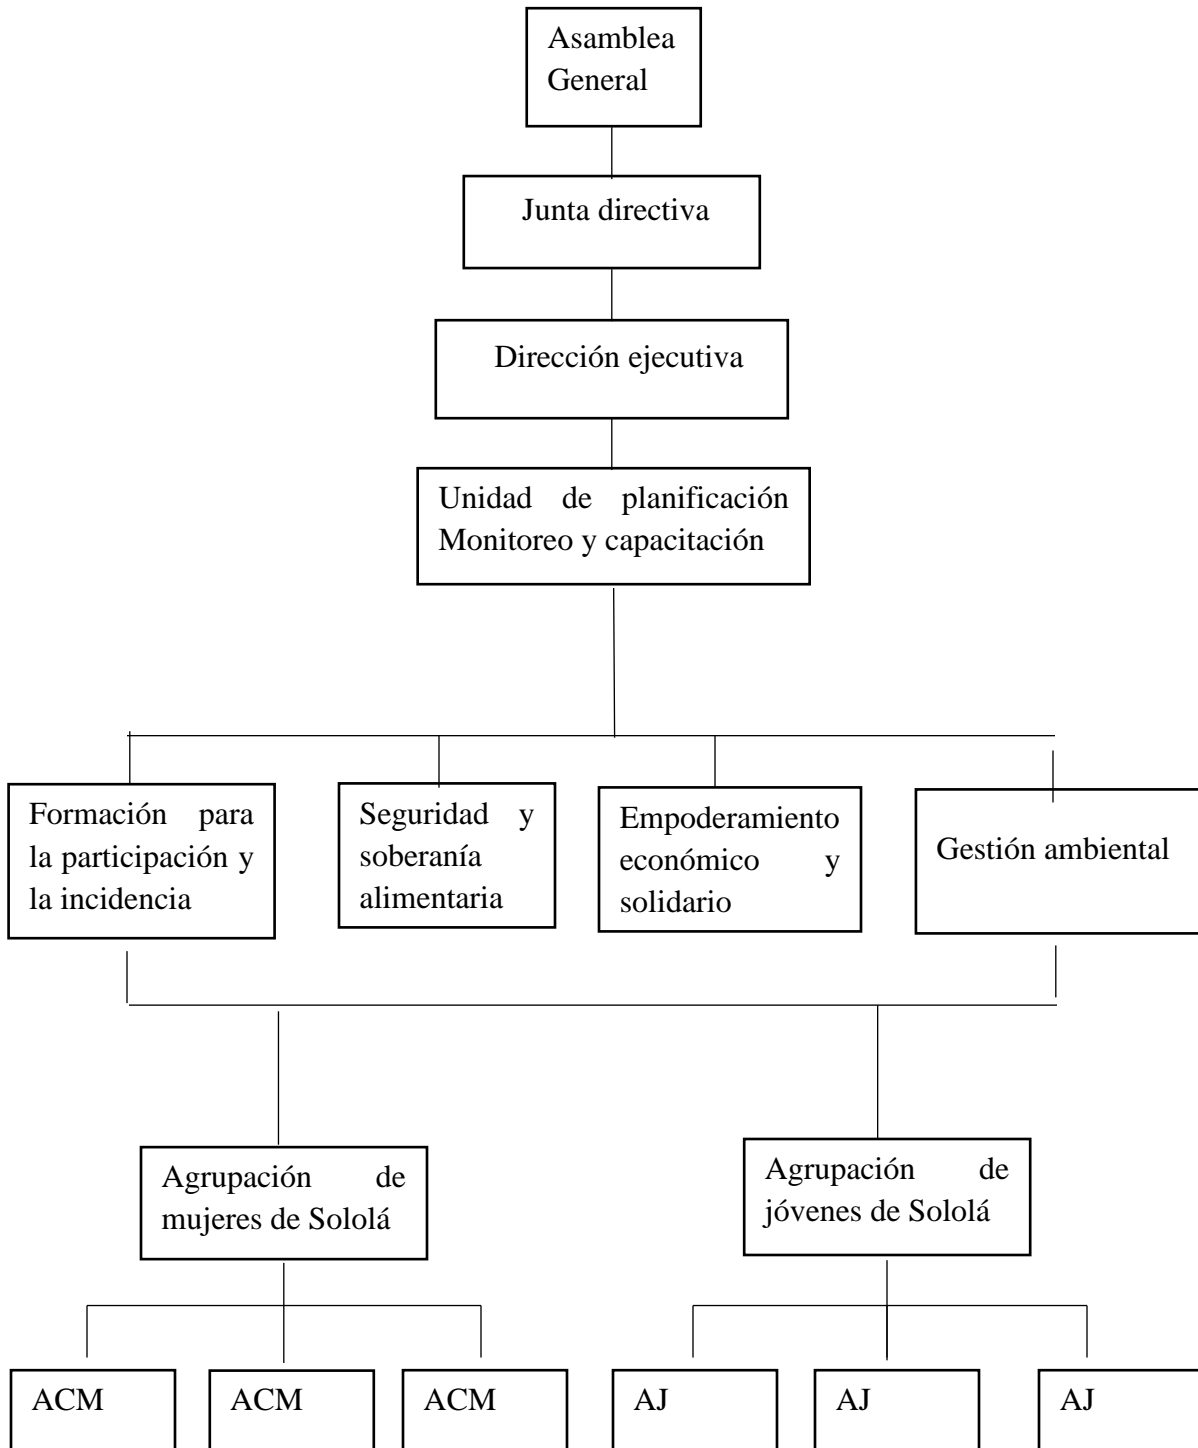 Asamblea
General
Junta directiva
Dirección ejecutiva
Unidad de planificación
Monitoreo y capacitación
Formación para
la participación y
la incidencia
Seguridad y
soberanía
alimentaria
Empoderamiento
económico y
solidario
Gestión ambiental
Agrupación de
mujeres de Sololá
Agrupación de
jóvenes de Sololá
ACM
ACM
ACM
AJ
AJ
AJ